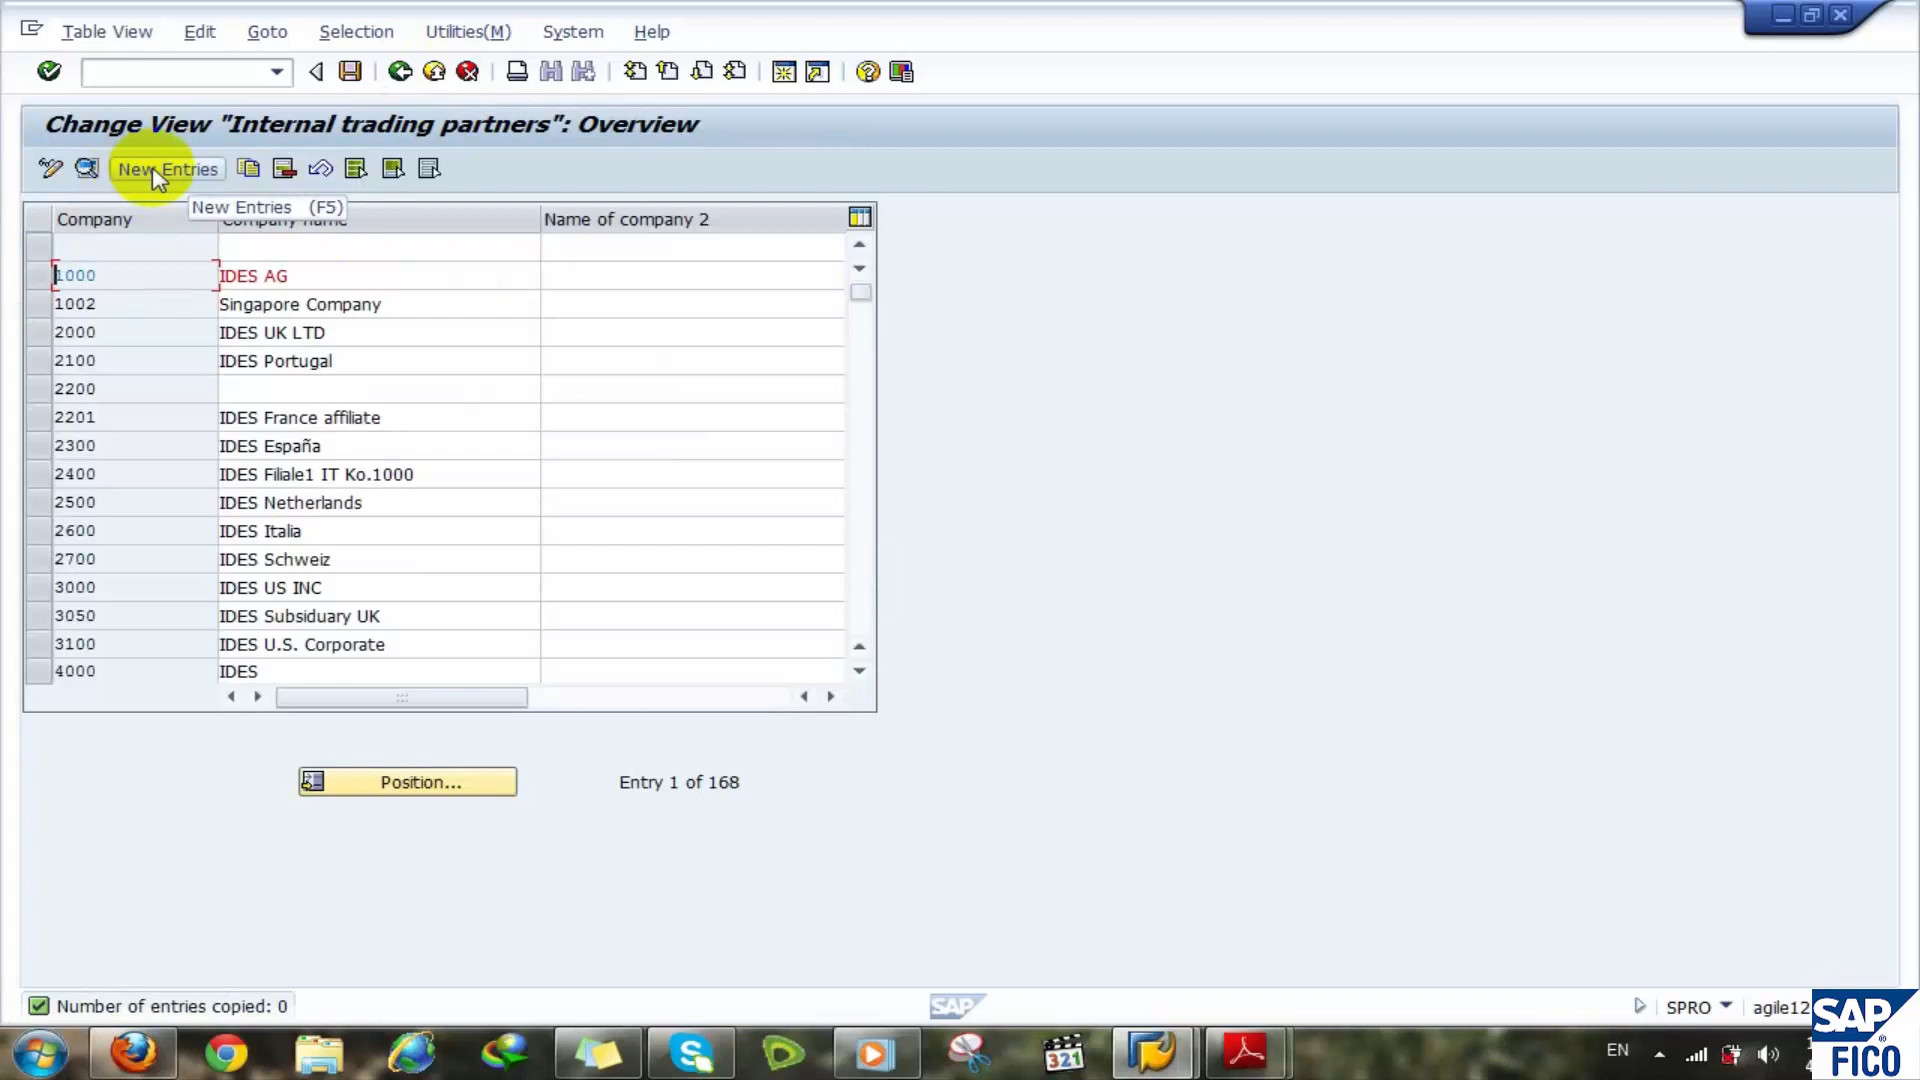 Table View Edit Goto Selection Utilities(M) System Help
Change View "Internal trading partners": Overview
New Entries
New Entries (F5)
Company Company name Name of company 2
1000 IDES AG
1002 Singapore Company
2000 IDES UK LTD
2100 IDES Portugal
2200
2201 IDES France affiliate
2300 IDES España
2400 IDES Filiale1 IT Ko.1000
2500 IDES Netherlands
2600 IDES Italia
2700 IDES Schweiz
3000 IDES US INC
3050 IDES Subsiduary UK
3100 IDES U.S. Corporate
4000 IDES
Position... Entry 1 of 168
Number of entries copied: 0 SAP SPRO agile12
321 EN
SAP
FICO